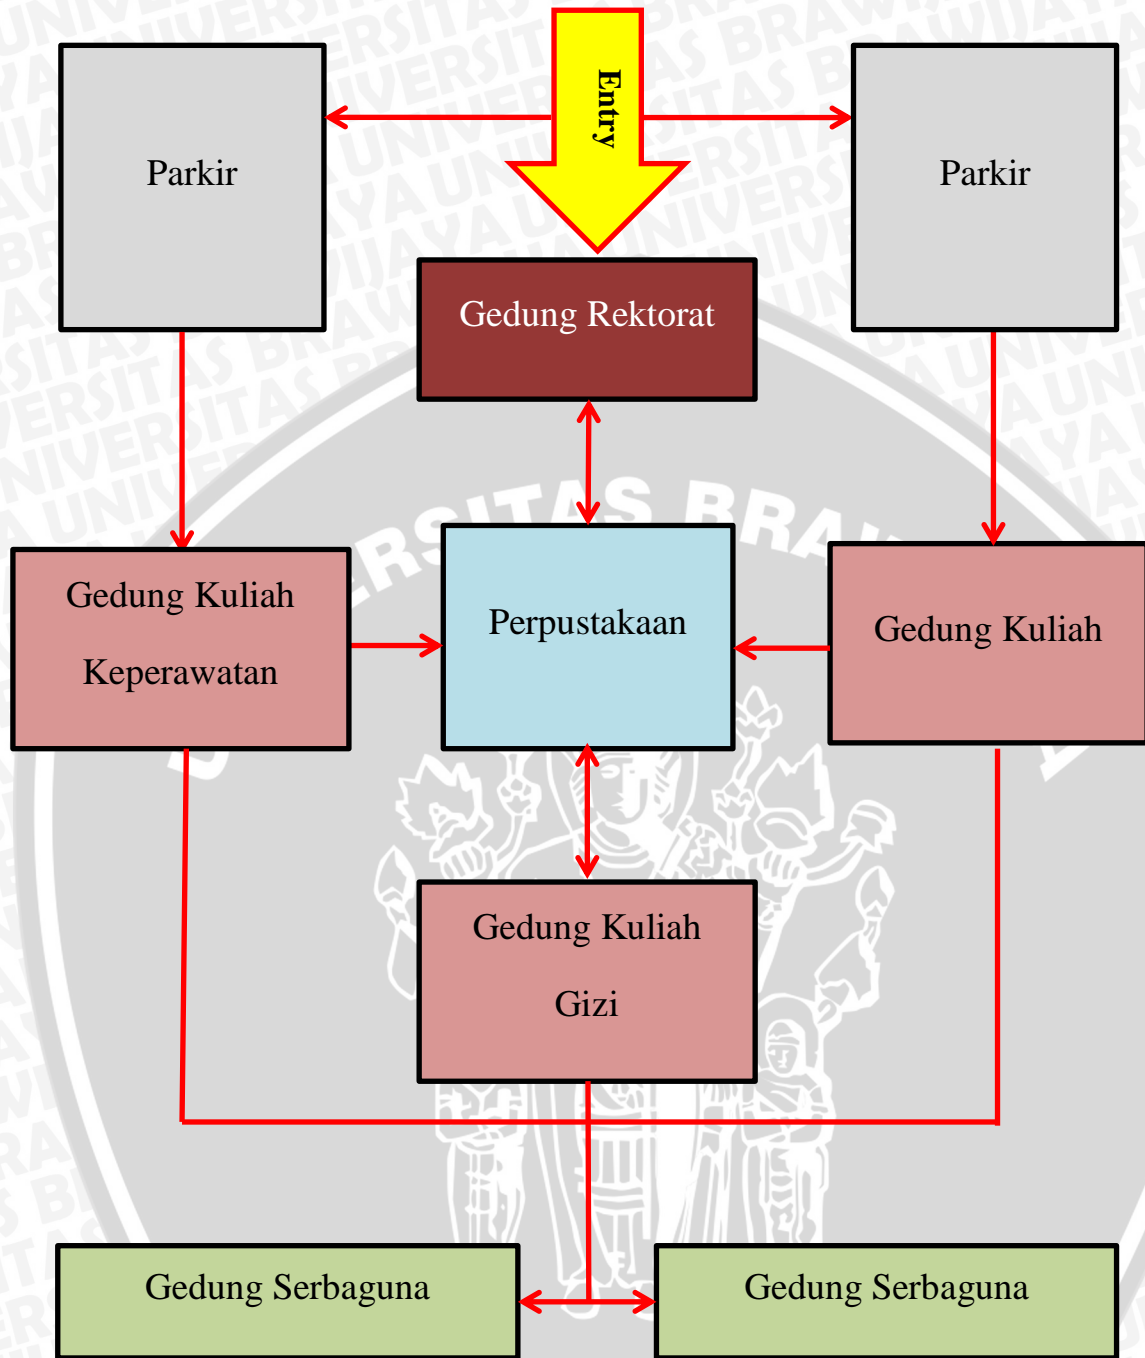 Entry
Parkir
Parkir
Gedung Rektorat
Gedung Kuliah
Keperawatan
Perpustakaan
Gedung Kuliah
Gedung Kuliah
Gizi
Gedung Serbaguna
Gedung Serbaguna